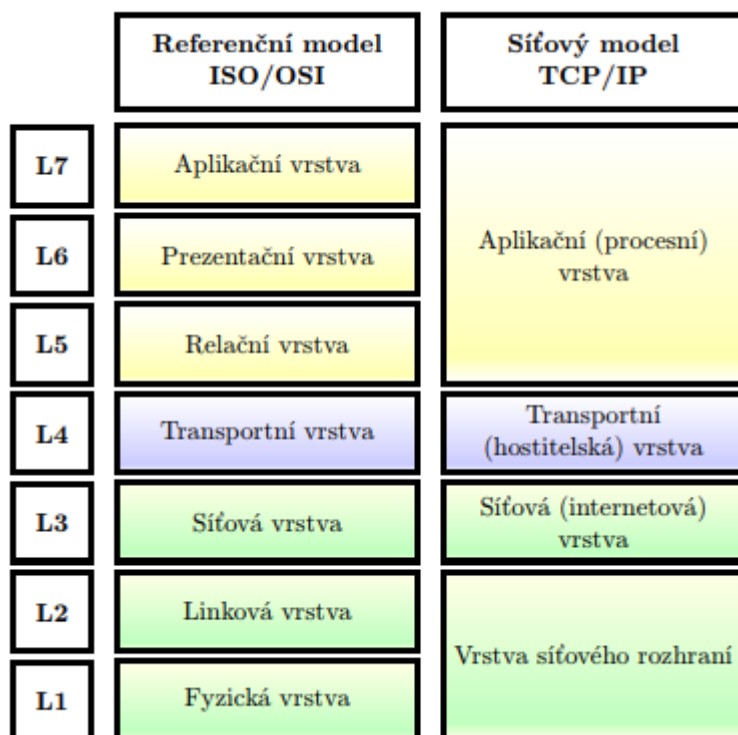 Referenční model
ISO/OSI
Síťový model
TCP/IP
L7
Aplikační vrstva
Aplikační (procesní)
vrstva
L6
Prezentační vrstva
L5
Relační vrstva
L4
Transportní vrstva
Transportní
(hostitelská) vrstva
L3
Síťová vrstva
Síťová (internetová)
vrstva
L2
Linková vrstva
Vrstva síťového rozhraní
L1
Fyzická vrstva